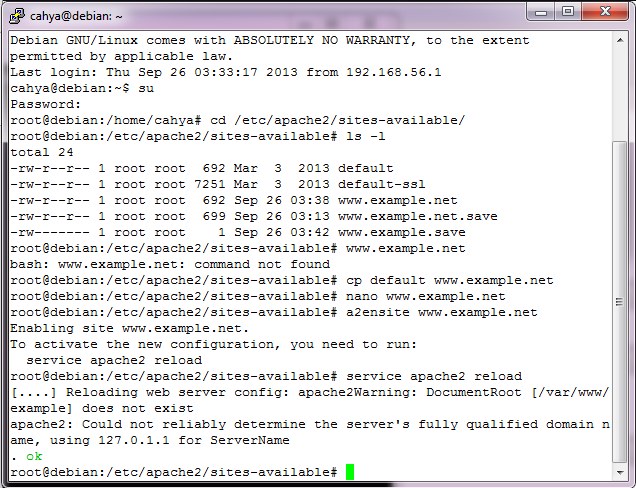 cahya@debian: ~
Debian GNU/Linux comes with ABSOLUTELY NO WARRANTY, to the extent
permitted by applicable law.
Last login: Thu Sep 26 03:33:17 2013 from 192.168.56.1
cahya@debian:~$ su
Password:
root@debian:/home/cahya# cd /etc/apache2/sites-available/
root@debian:/etc/apache2/sites-available# ls -l
total 24
-rw-r--r-- 1 root root  692 Mar  3  2013 default
-rw-r--r-- 1 root root 7251 Mar  3  2013 default-ssl
-rw-r--r-- 1 root root  692 Sep 26 03:38 www.example.net
-rw-r--r-- 1 root root  699 Sep 26 03:13 www.example.net.save
-rw------- 1 root root    1 Sep 26 03:42 www.example.save
root@debian:/etc/apache2/sites-available# www.example.net
bash: www.example.net: command not found
root@debian:/etc/apache2/sites-available# cp default www.example.net
root@debian:/etc/apache2/sites-available# nano www.example.net
root@debian:/etc/apache2/sites-available# a2ensite www.example.net
Enabling site www.example.net.
To activate the new configuration, you need to run:
  service apache2 reload
root@debian:/etc/apache2/sites-available# service apache2 reload
[....] Reloading web server config: apache2Warning: DocumentRoot [/var/www/
example] does not exist
apache2: Could not reliably determine the server's fully qualified domain n
ame, using 127.0.1.1 for ServerName
. ok
root@debian:/etc/apache2/sites-available#